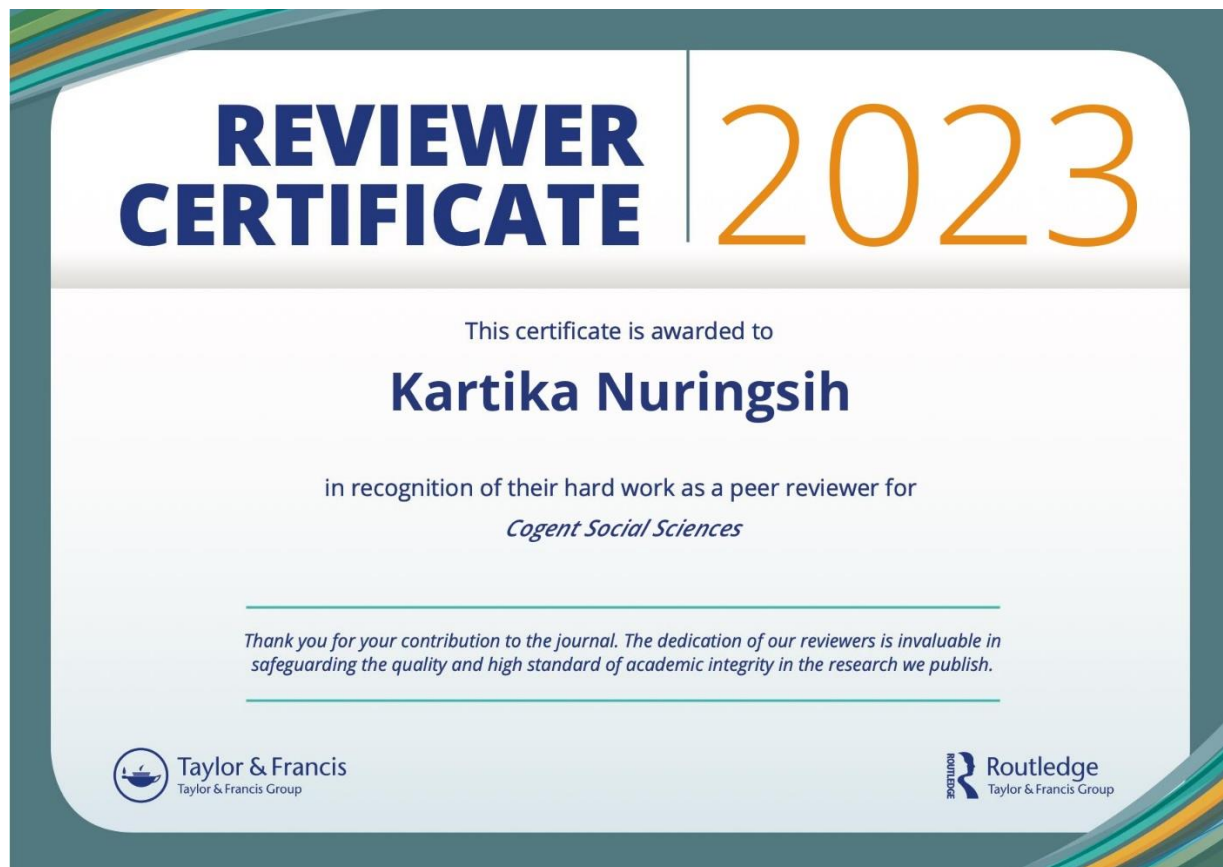 REVIEWER
CERTIFICATE
2023
This certificate is awarded to
Kartika Nuringsih
in recognition of their hard work as a peer reviewer for
Cogent Social Sciences
Thank you for your contribution to the journal. The dedication of our reviewers is invaluable in
safeguarding the quality and high standard of academic integrity in the research we publish.
Taylor & Francis
Taylor & Francis Group
ROUTLEDGE
Routledge
Taylor & Francis Group